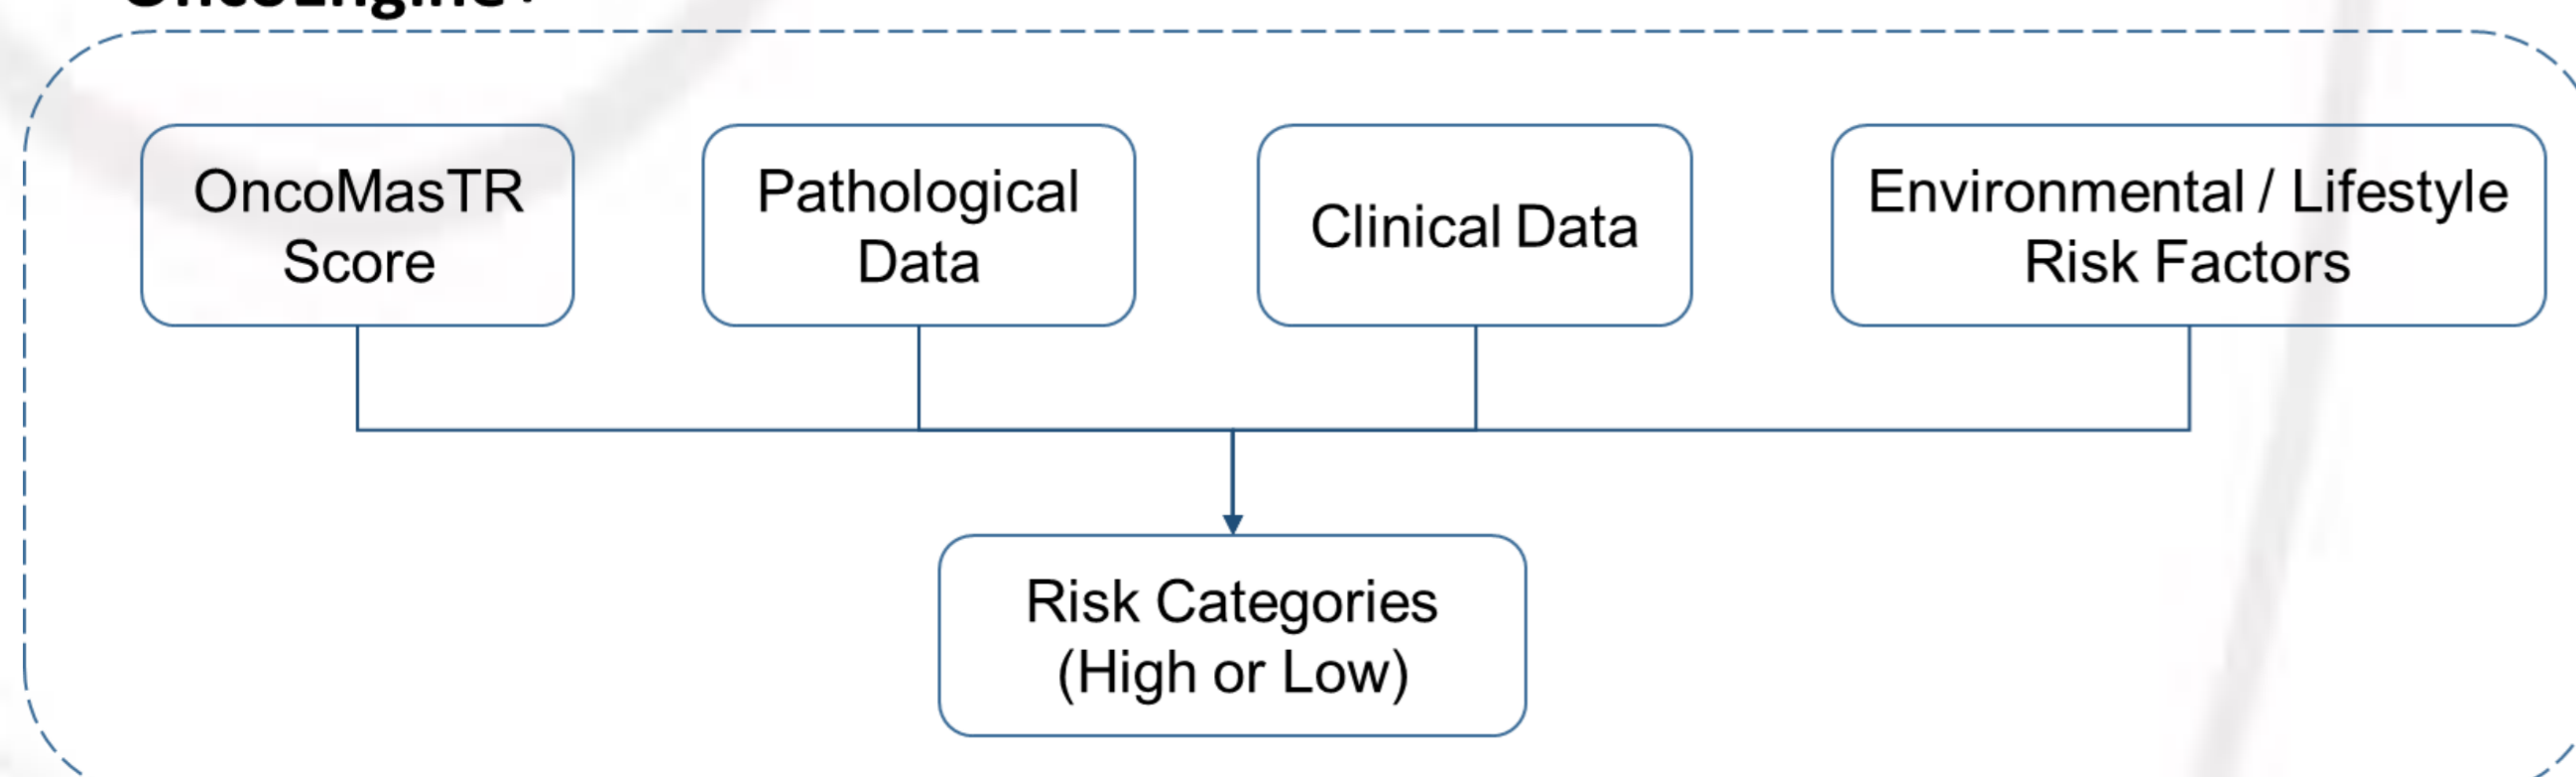 OncoMasTR
Score
Pathological
Data
Clinical Data
Environmental / Lifestyle
Risk Factors
Risk Categories
(High or Low)